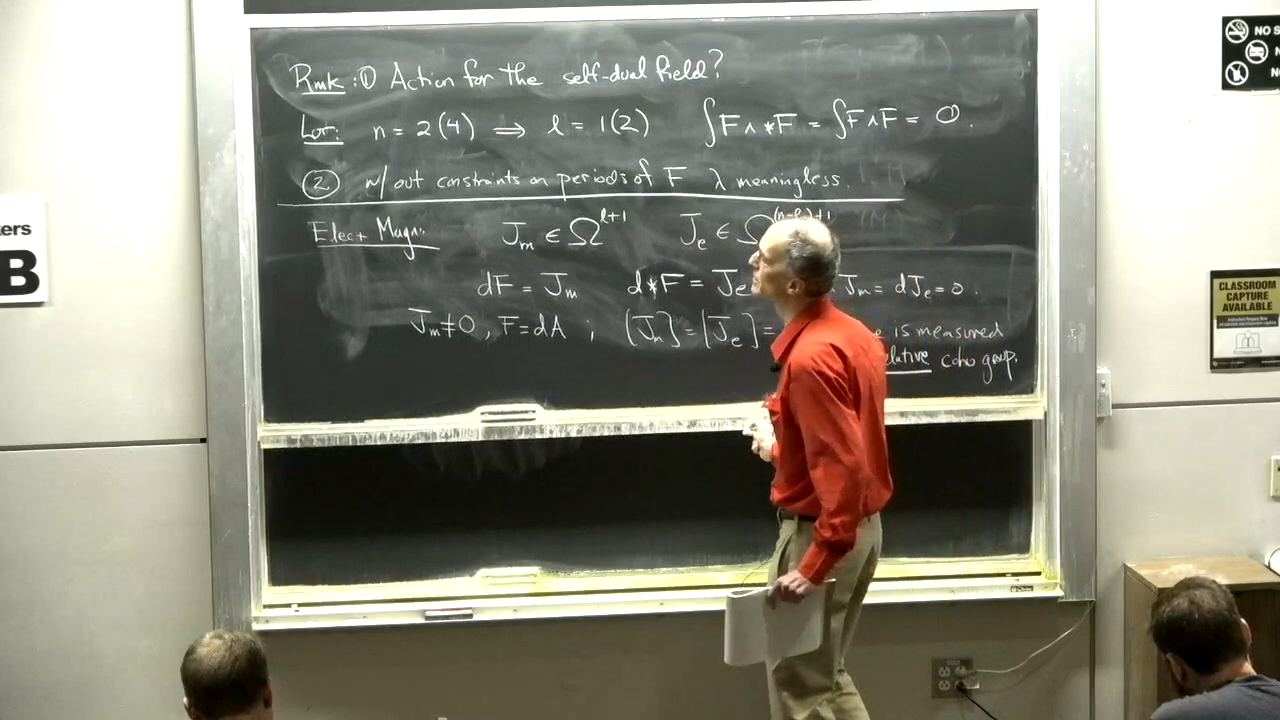 Rmk: ① Action for the self-dual field?
Lor: n = 2(4) ⟹ ℓ = 1(2) ∫F∧*F = ∫F∧F = 0.
② w/out constraints on periods of F λ meaningless.
Elec + Magn: J_m ∈ Ω^{ℓ+1} J_e ∈ Ω^{(n-ℓ)+1}
dF = J_m d*F = J_e J_m = dJ_e = 0.
J_m ≠ 0, F ≠ dA ; [J_m] = [J_e] = is measured
relative coho group.
ers
B
NO S
N
NO
CLASSROOM
CAPTURE
AVAILABLE